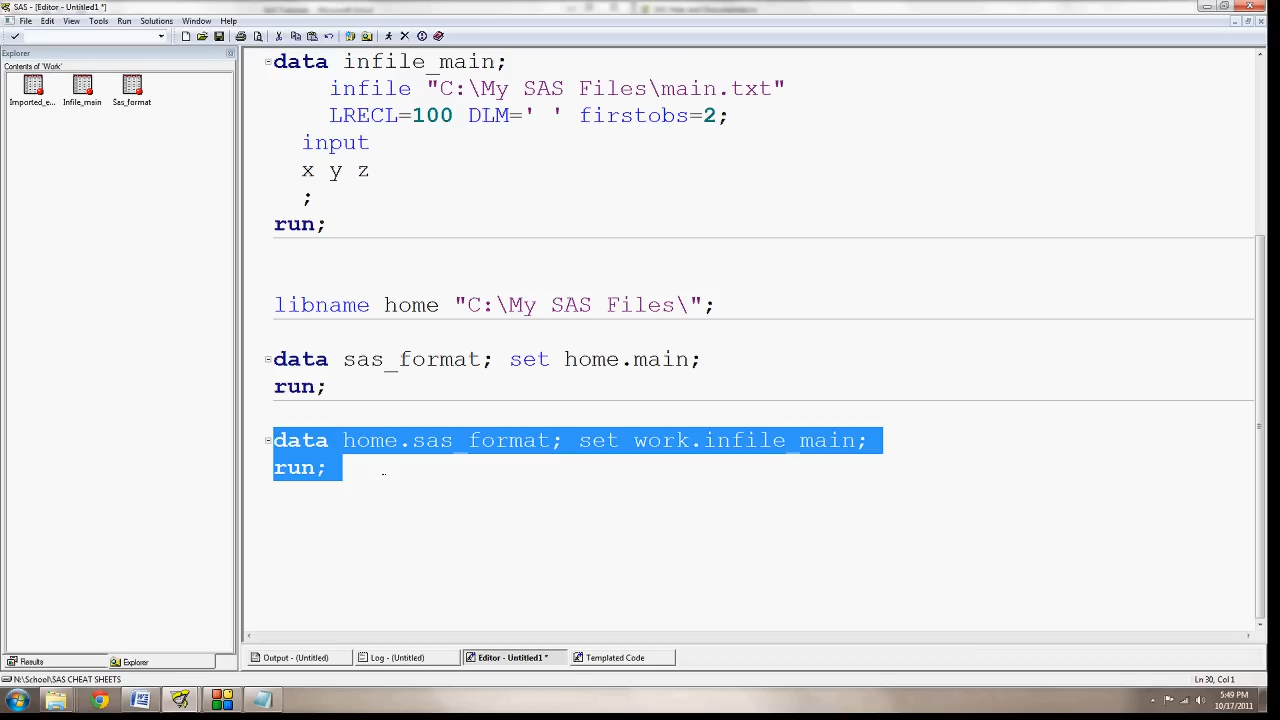 SAS - [Editor - Untitled1 *]
File Edit View Tools Run Solutions Window Help
Explorer
Contents of 'Work'
Imported_e... Infile_main Sas_format
data infile_main;
infile "C:\My SAS Files\main.txt"
LRECL=100 DLM=' ' firstobs=2;
input
x y z
;
run;
libname home "C:\My SAS Files\";
data sas_format; set home.main;
run;
data home.sas_format; set work.infile_main;
run;
Results Explorer
Output - (Untitled) Log - (Untitled) Editor - Untitled1 * Templated Code
N:\School\SAS CHEAT SHEETS
Ln 30, Col 1
5:49 PM
10/17/2011